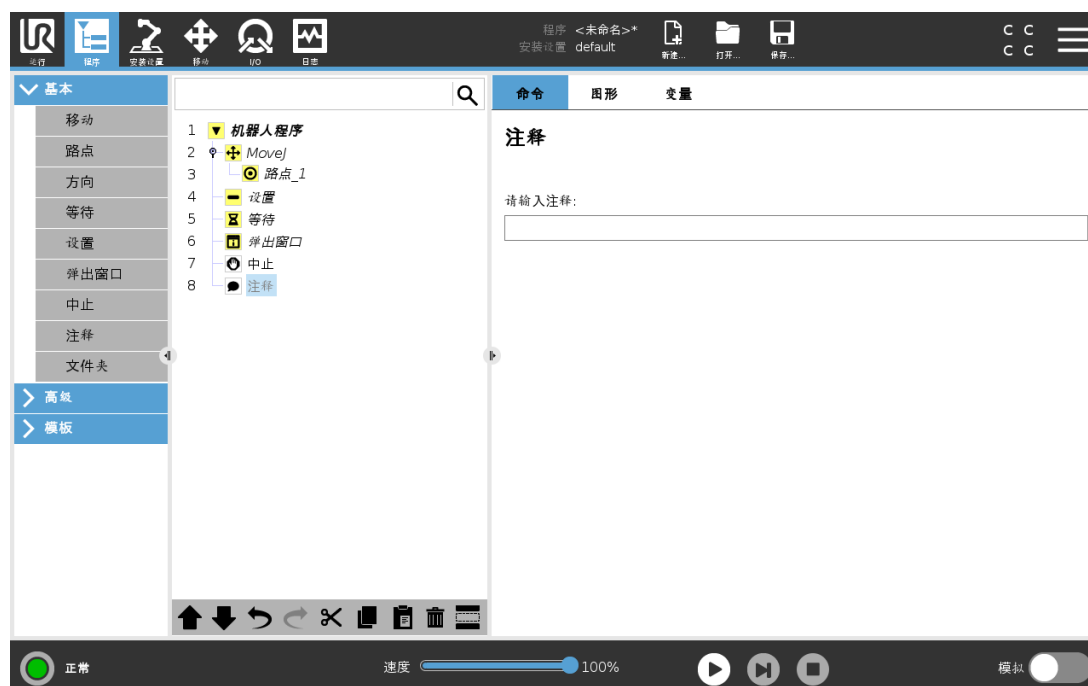 程序 <未命名>*
安装设置 default
C C
C C
运行 程序 安装设置 移动 I/O 日志 新建... 打开... 保存...
基本
移动
路点
方向
等待
设置
弹出窗口
中止
注释
文件夹
高级
模板
1 机器人程序
2 MoveJ
3 路点_1
4 设置
5 等待
6 弹出窗口
7 中止
8 注释
命令 图形 变量
注释
请输入注释:
正常 速度 100% 模拟